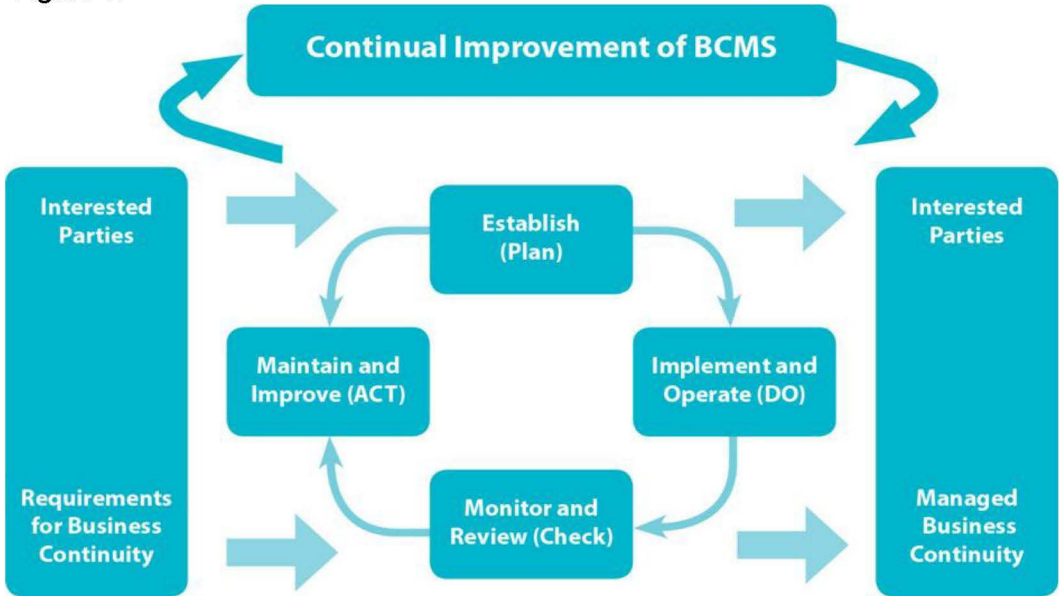 Continual Improvement of BCMS
Interested
Parties
Requirements
for Business
Continuity
Establish
(Plan)
Maintain and
Improve (ACT)
Implement and
Operate (DO)
Monitor and
Review (Check)
Interested
Parties
Managed
Business
Continuity